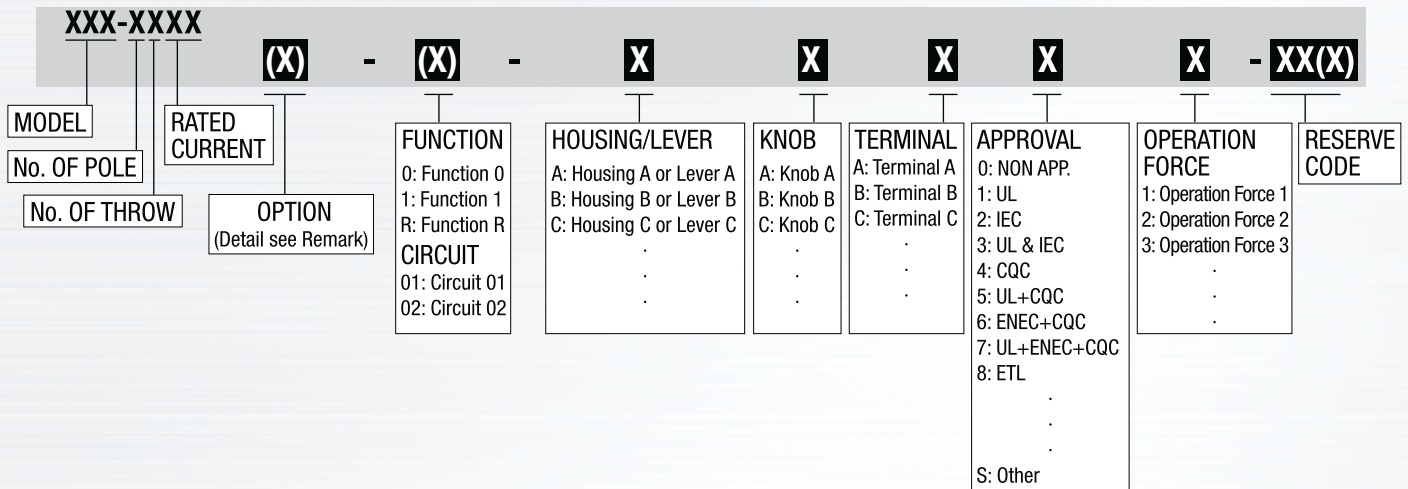 XXX-XXXX
(X) - (X) - X X X X X - XX(X)
MODEL
No. OF POLE
No. OF THROW
RATED
CURRENT
OPTION
(Detail see Remark)
FUNCTION
0: Function 0
1: Function 1
R: Function R
CIRCUIT
01: Circuit 01
02: Circuit 02
HOUSING/LEVER
A: Housing A or Lever A
B: Housing B or Lever B
C: Housing C or Lever C
.
.
.
KNOB
A: Knob A
B: Knob B
C: Knob C
.
.
.
TERMINAL
A: Terminal A
B: Terminal B
C: Terminal C
.
.
.
APPROVAL
0: NON APP.
1: UL
2: IEC
3: UL & IEC
4: CQC
5: UL+CQC
6: ENEC+CQC
7: UL+ENEC+CQC
8: ETL
.
.
.
S: Other
OPERATION
FORCE
1: Operation Force 1
2: Operation Force 2
3: Operation Force 3
.
.
.
RESERVE
CODE